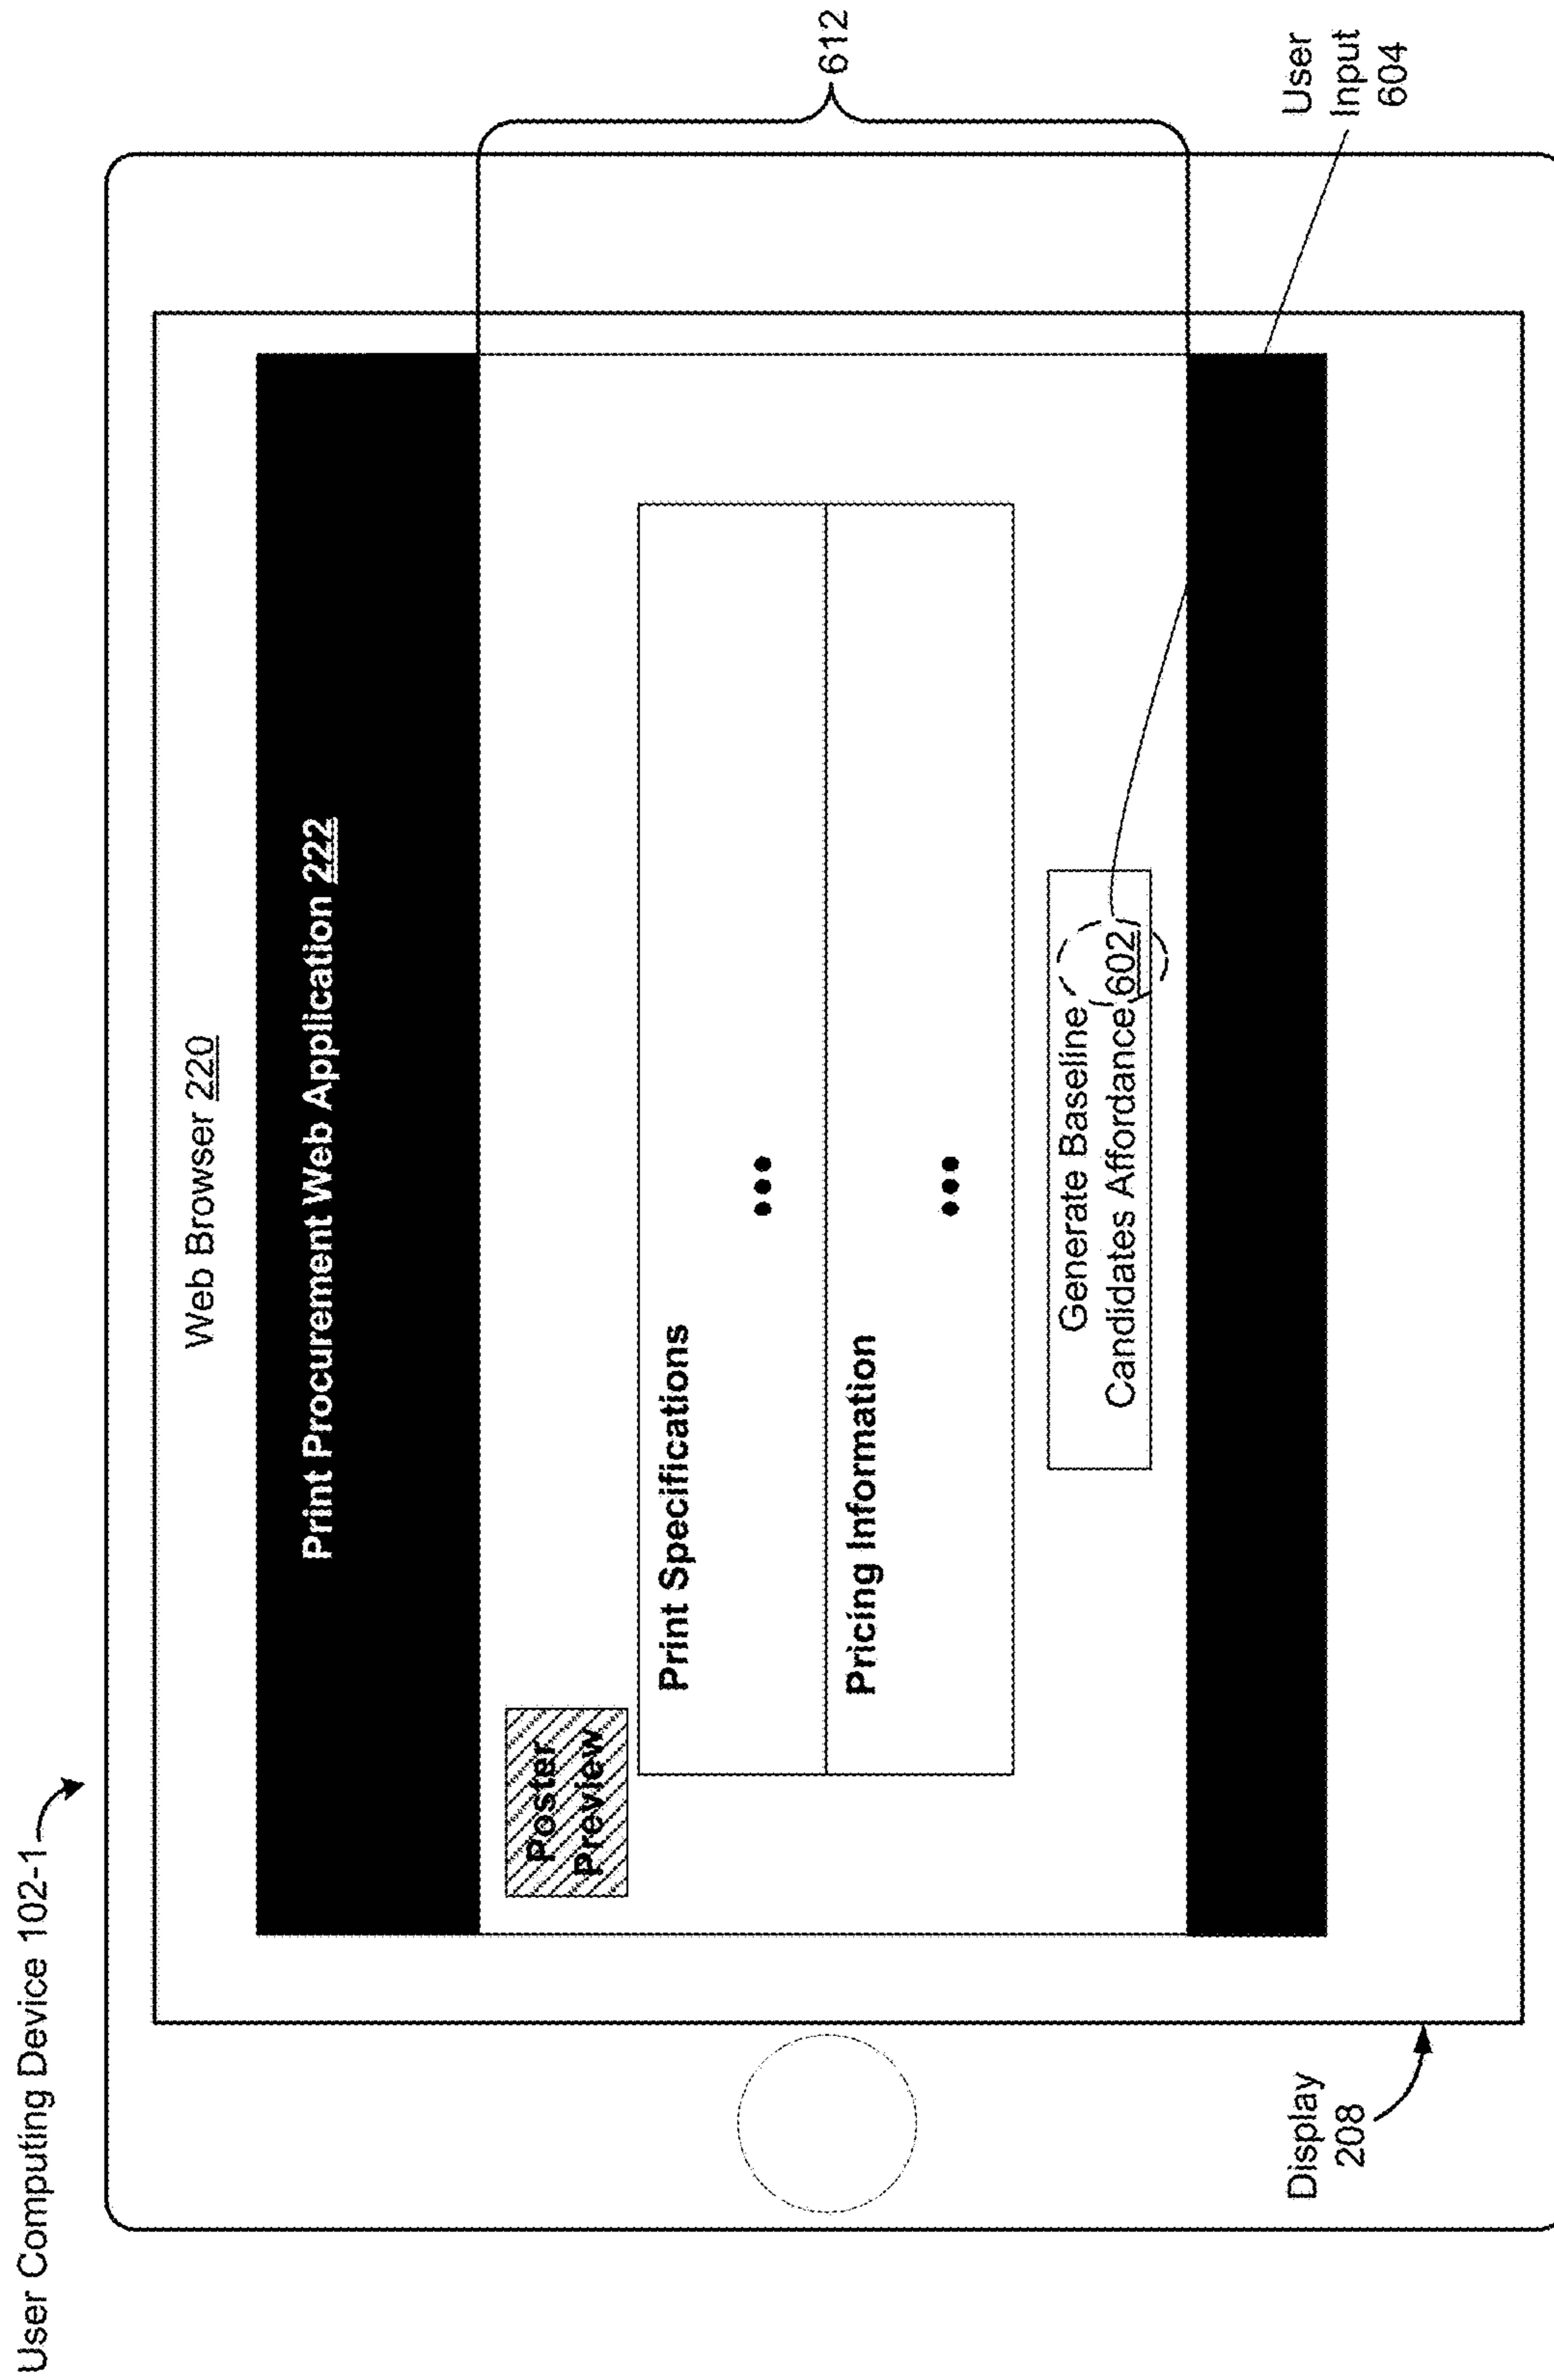 User Computing Device 102-1
Web Browser 220
Print Procurement Web Application 222
Poster
Preview
Print Specifications
•••
Pricing Information
•••
Generate Baseline
Candidates Affordance 602
612
Display
208
User
Input
604